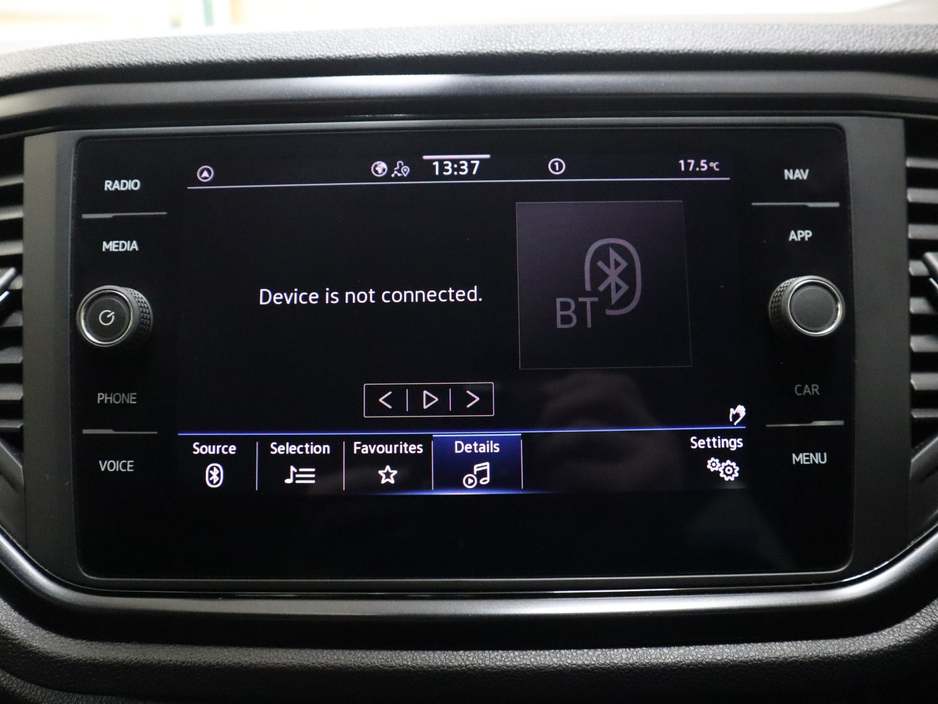 13:37
1
17.5°C
RADIO
MEDIA
PHONE
VOICE
NAV
APP
CAR
MENU
Device is not connected.
BT
Source
Selection
Favourites
Details
Settings